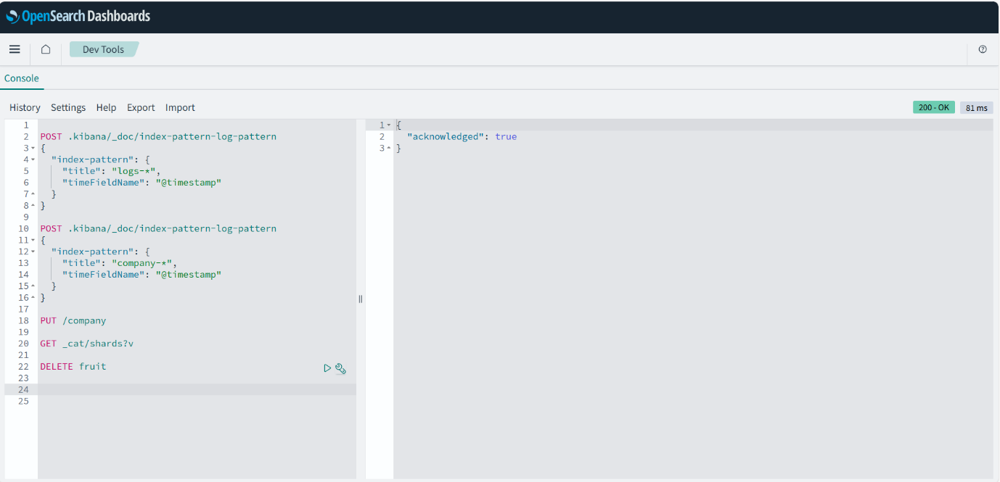 OpenSearch Dashboards
Dev Tools
Console
History Settings Help Export Import 200 - OK 81 ms
1
2 POST .kibana/_doc/index-pattern-log-pattern
3 {
4 "index-pattern": {
5 "title": "logs-*",
6 "timeFieldName": "@timestamp"
7 }
8 }
9
10 POST .kibana/_doc/index-pattern-log-pattern
11 {
12 "index-pattern": {
13 "title": "company-*",
14 "timeFieldName": "@timestamp"
15 }
16 }
17
18 PUT /company
19
20 GET _cat/shards?v
21
22 DELETE fruit
23
24
25
1 {
2 "acknowledged": true
3 }